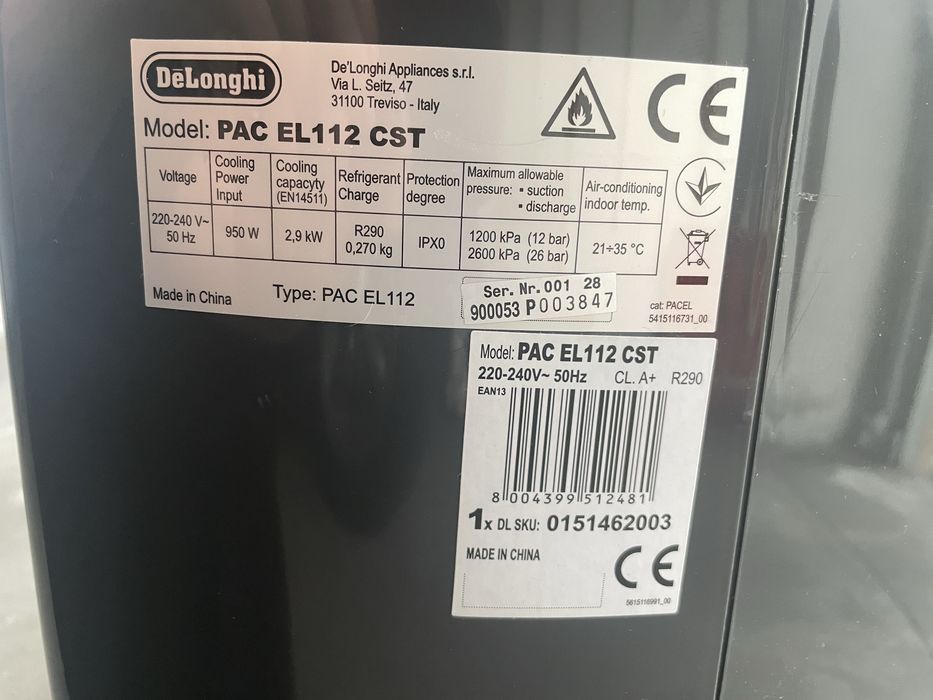 DeLonghi
De'Longhi Appliances s.r.l.
Via L. Seitz, 47
31100 Treviso - Italy
CE
Model: PAC EL112 CST
Voltage
Cooling
Power
Input
Cooling
capacyty
(EN14511)
Refrigerant
Charge
Protection
degree
Maximum allowable
pressure: ▪ suction
▪ discharge
Air-conditioning
indoor temp.
220-240 V~
50 Hz
950 W
2,9 kW
R290
0,270 kg
IPX0
1200 kPa (12 bar)
2600 kPa (26 bar)
21÷35 °C
Made in China
Type: PAC EL112
Ser. Nr. 001 28
900053 P003847
cat: PACEL
5415116731_00
Model: PAC EL112 CST
220-240V~ 50Hz CL. A+ R290
EAN13
8 004399 512481
1x DL SKU: 0151462003
MADE IN CHINA
CE
5615116991_00